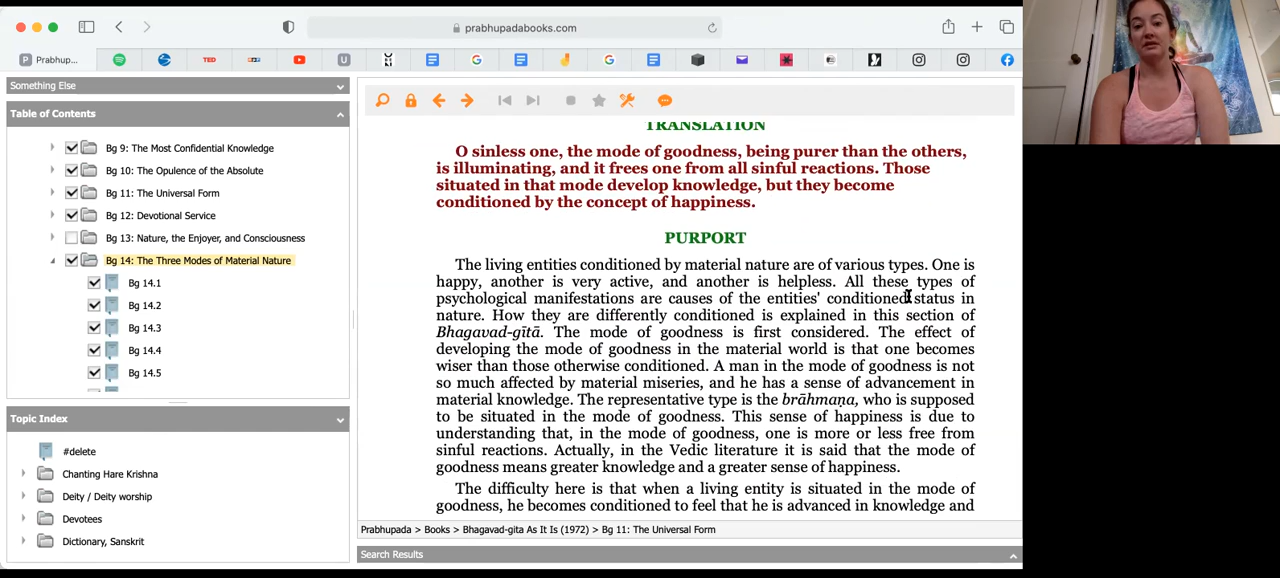 prabhupadabooks.com
Prabhup...
TED
Something Else
Table of Contents
Bg 9: The Most Confidential Knowledge
Bg 10: The Opulence of the Absolute
Bg 11: The Universal Form
Bg 12: Devotional Service
Bg 13: Nature, the Enjoyer, and Consciousness
Bg 14: The Three Modes of Material Nature
Bg 14.1
Bg 14.2
Bg 14.3
Bg 14.4
Bg 14.5
Topic Index
#delete
Chanting Hare Krishna
Deity / Deity worship
Devotees
Dictionary, Sanskrit
TRANSLATION
O sinless one, the mode of goodness, being purer than the others,
is illuminating, and it frees one from all sinful reactions. Those
situated in that mode develop knowledge, but they become
conditioned by the concept of happiness.
PURPORT
The living entities conditioned by material nature are of various types. One is
happy, another is very active, and another is helpless. All these types of
psychological manifestations are causes of the entities' conditioned status in
nature. How they are differently conditioned is explained in this section of
Bhagavad-gītā. The mode of goodness is first considered. The effect of
developing the mode of goodness in the material world is that one becomes
wiser than those otherwise conditioned. A man in the mode of goodness is not
so much affected by material miseries, and he has a sense of advancement in
material knowledge. The representative type is the brāhmaṇa, who is supposed
to be situated in the mode of goodness. This sense of happiness is due to
understanding that, in the mode of goodness, one is more or less free from
sinful reactions. Actually, in the Vedic literature it is said that the mode of
goodness means greater knowledge and a greater sense of happiness.
The difficulty here is that when a living entity is situated in the mode of
goodness, he becomes conditioned to feel that he is advanced in knowledge and
Prabhupada > Books > Bhagavad-gita As It Is (1972) > Bg 11: The Universal Form
Search Results